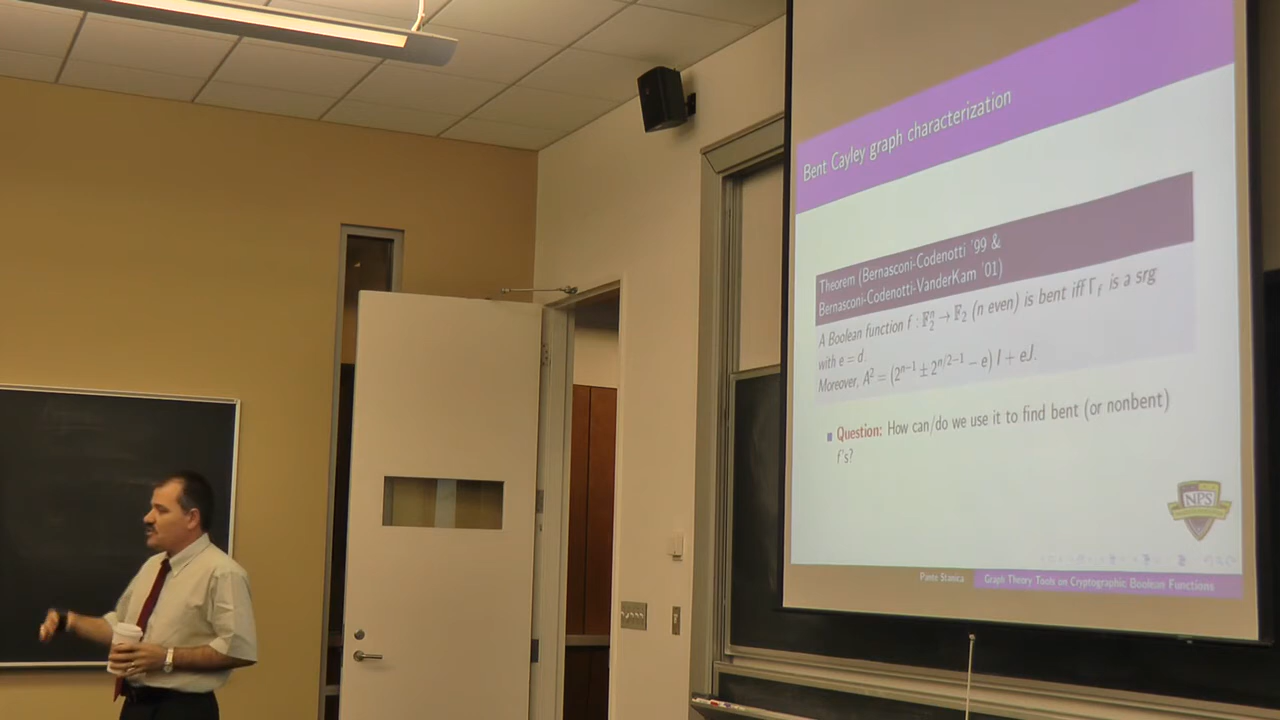 Bent Cayley graph characterization
Theorem (Bernasconi-Codenotti '99 &
Bernasconi-Codenotti-VanderKam '01)
A Boolean function f : 𝔽₂ⁿ → 𝔽₂ (n even) is bent iff Γ_f is a srg
with e = d.
Moreover, A² = (2ⁿ⁻¹ ± 2ⁿᐟ²⁻¹ − e) I + eJ.
Question: How can/do we use it to find bent (or nonbent)
f's?
NPS
Pante Stanica
Graph Theory Tools on Cryptographic Boolean Functions